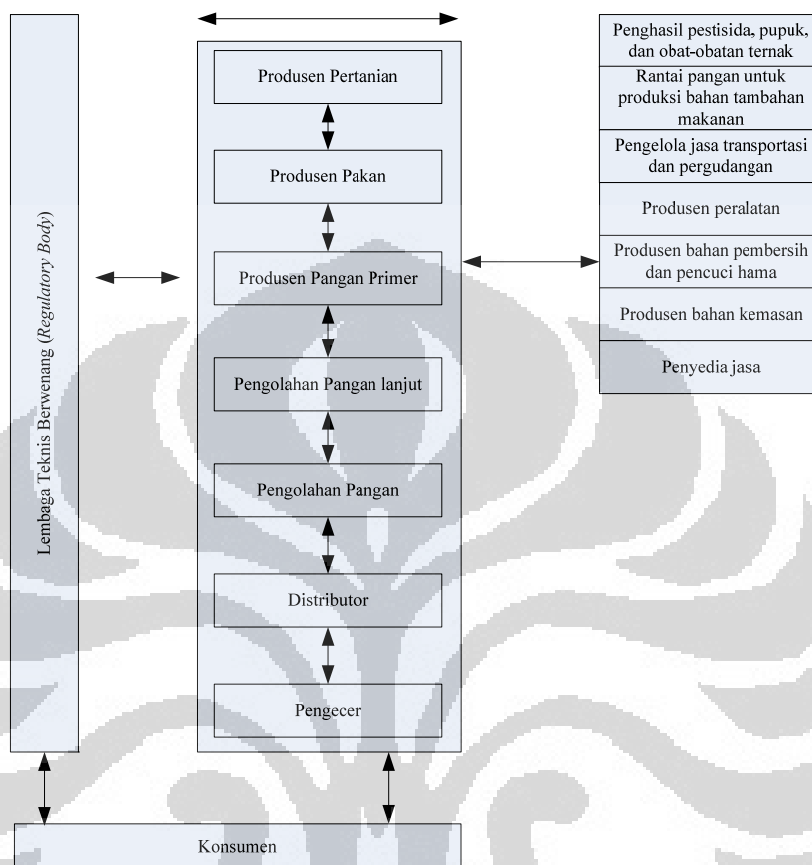 Lembaga Teknis Berwenang (Regulatory Body)
Produsen Pertanian
Produsen Pakan
Produsen Pangan Primer
Pengolahan Pangan lanjut
Pengolahan Pangan
Distributor
Pengecer
Penghasil pestisida, pupuk,
dan obat-obatan ternak
Rantai pangan untuk
produksi bahan tambahan
makanan
Pengelola jasa transportasi
dan pergudangan
Produsen peralatan
Produsen bahan pembersih
dan pencuci hama
Produsen bahan kemasan
Penyedia jasa
Konsumen